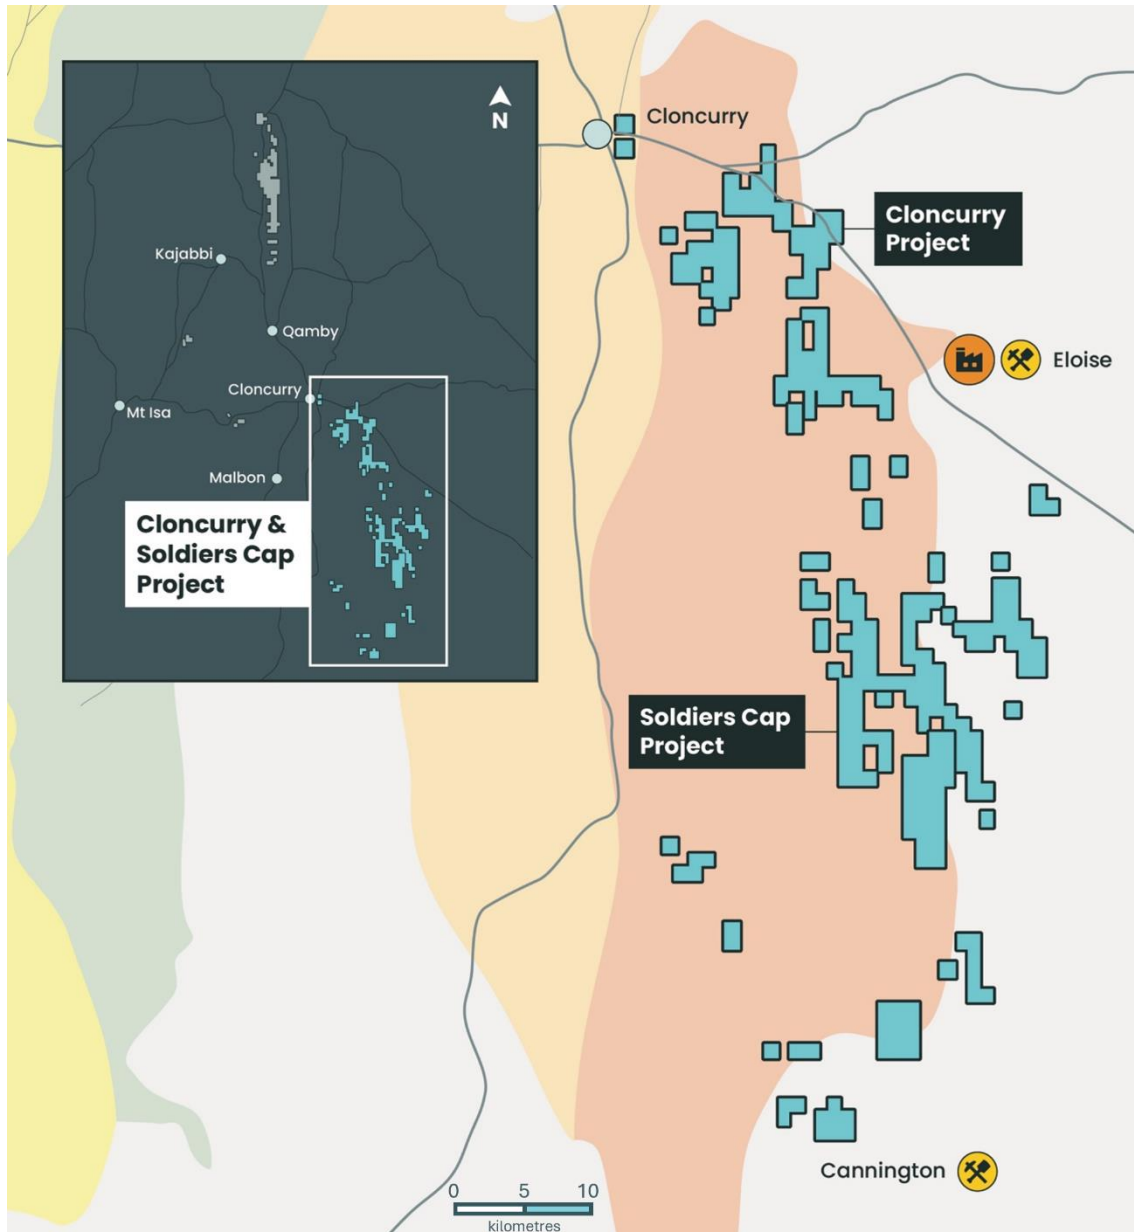 N
Kajabbi
Qamby
Cloncurry
Mt Isa
Malbon
Cloncurry &
Soldiers Cap
Project
Cloncurry
Cloncurry
Project
Eloise
Soldiers Cap
Project
Cannington
0 5 10
kilometres